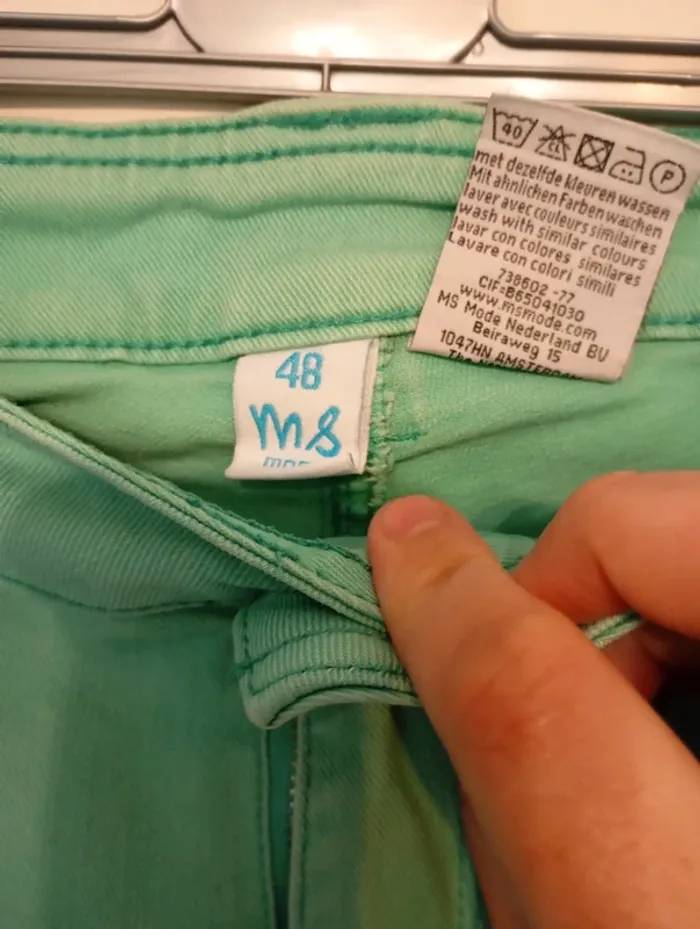 40 CL P
met dezelfde kleuren wassen
Mit ähnlichen Farben waschen
laver avec couleurs similaires
wash with similar colours
lavar con colores similares
Lavare con colori simili
738602 -77
CIF=B65041030
www.msmode.com
MS Mode Nederland BV
Beiraweg 15
1047HN AMSTERDAM
48
ms